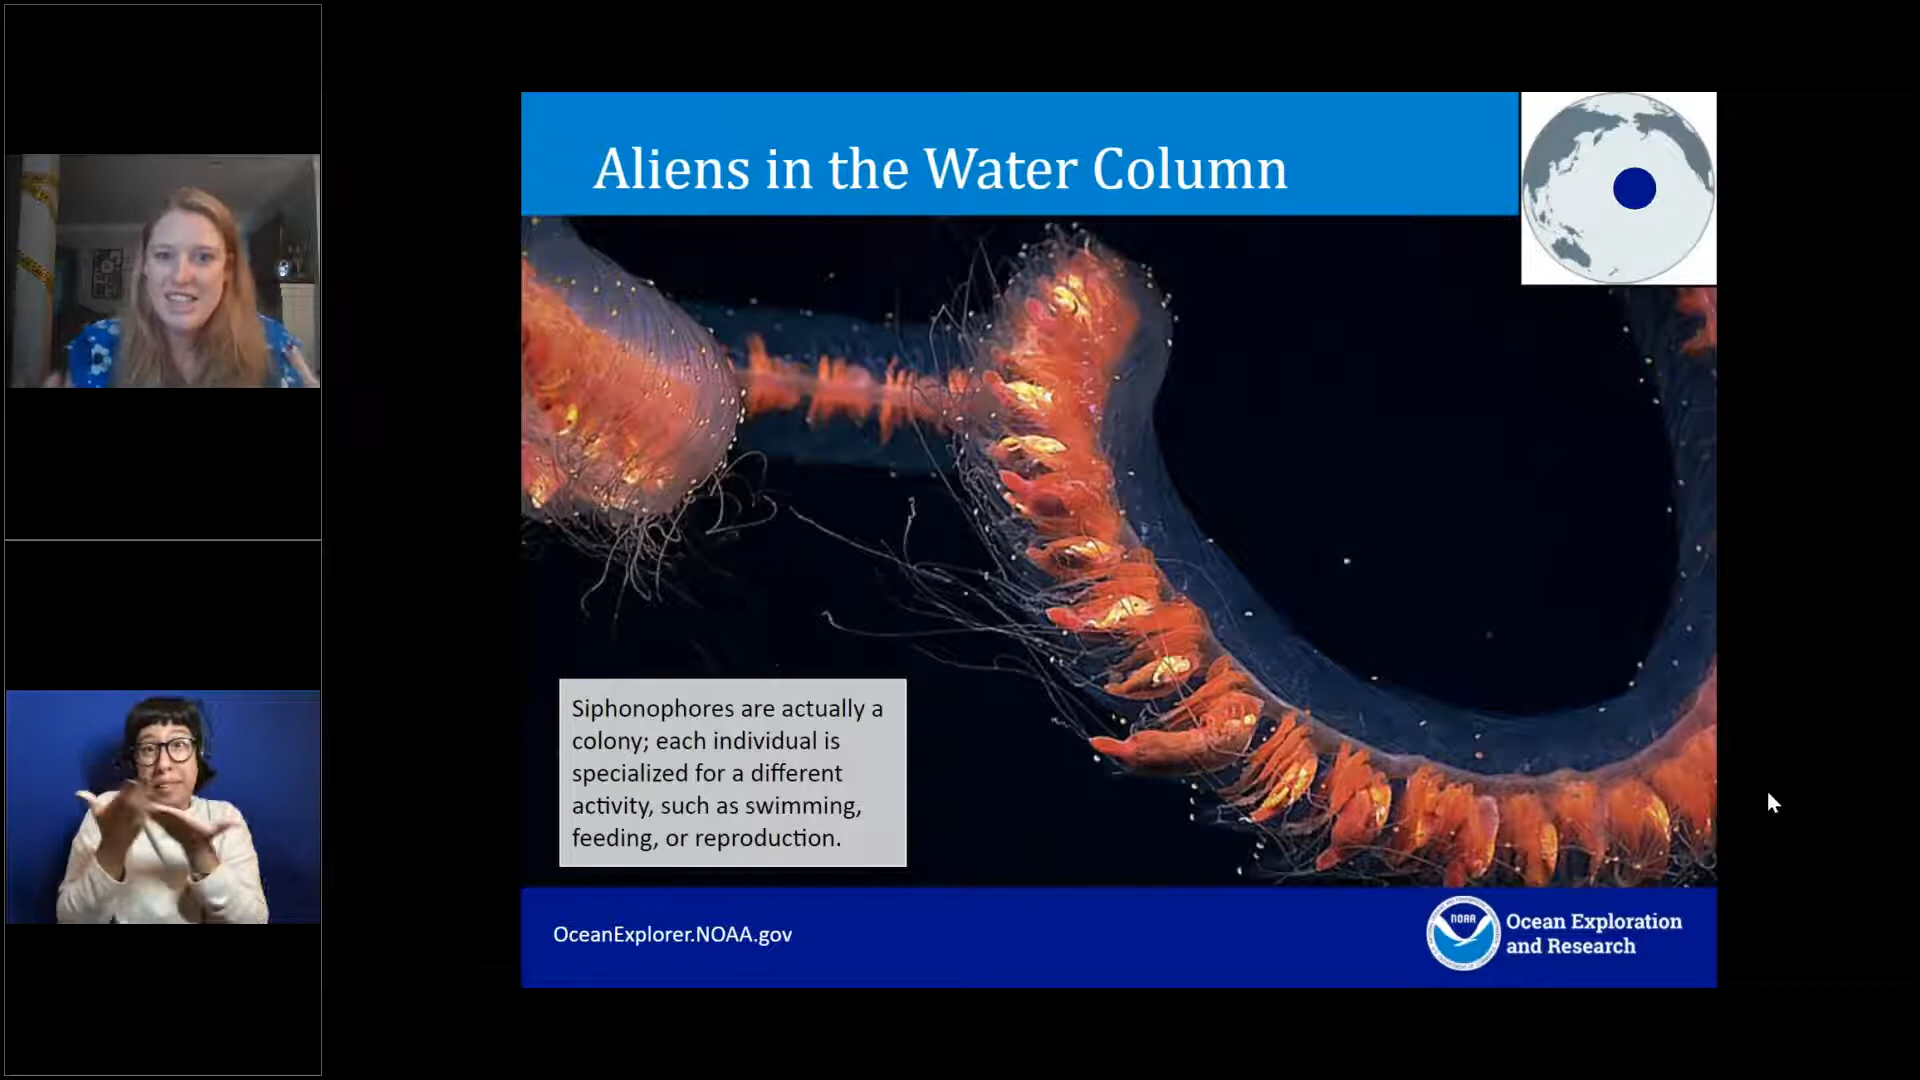 Aliens in the Water Column
Siphonophores are actually a
colony; each individual is
specialized for a different
activity, such as swimming,
feeding, or reproduction.
OceanExplorer.NOAA.gov
NOAA
Ocean Exploration
and Research